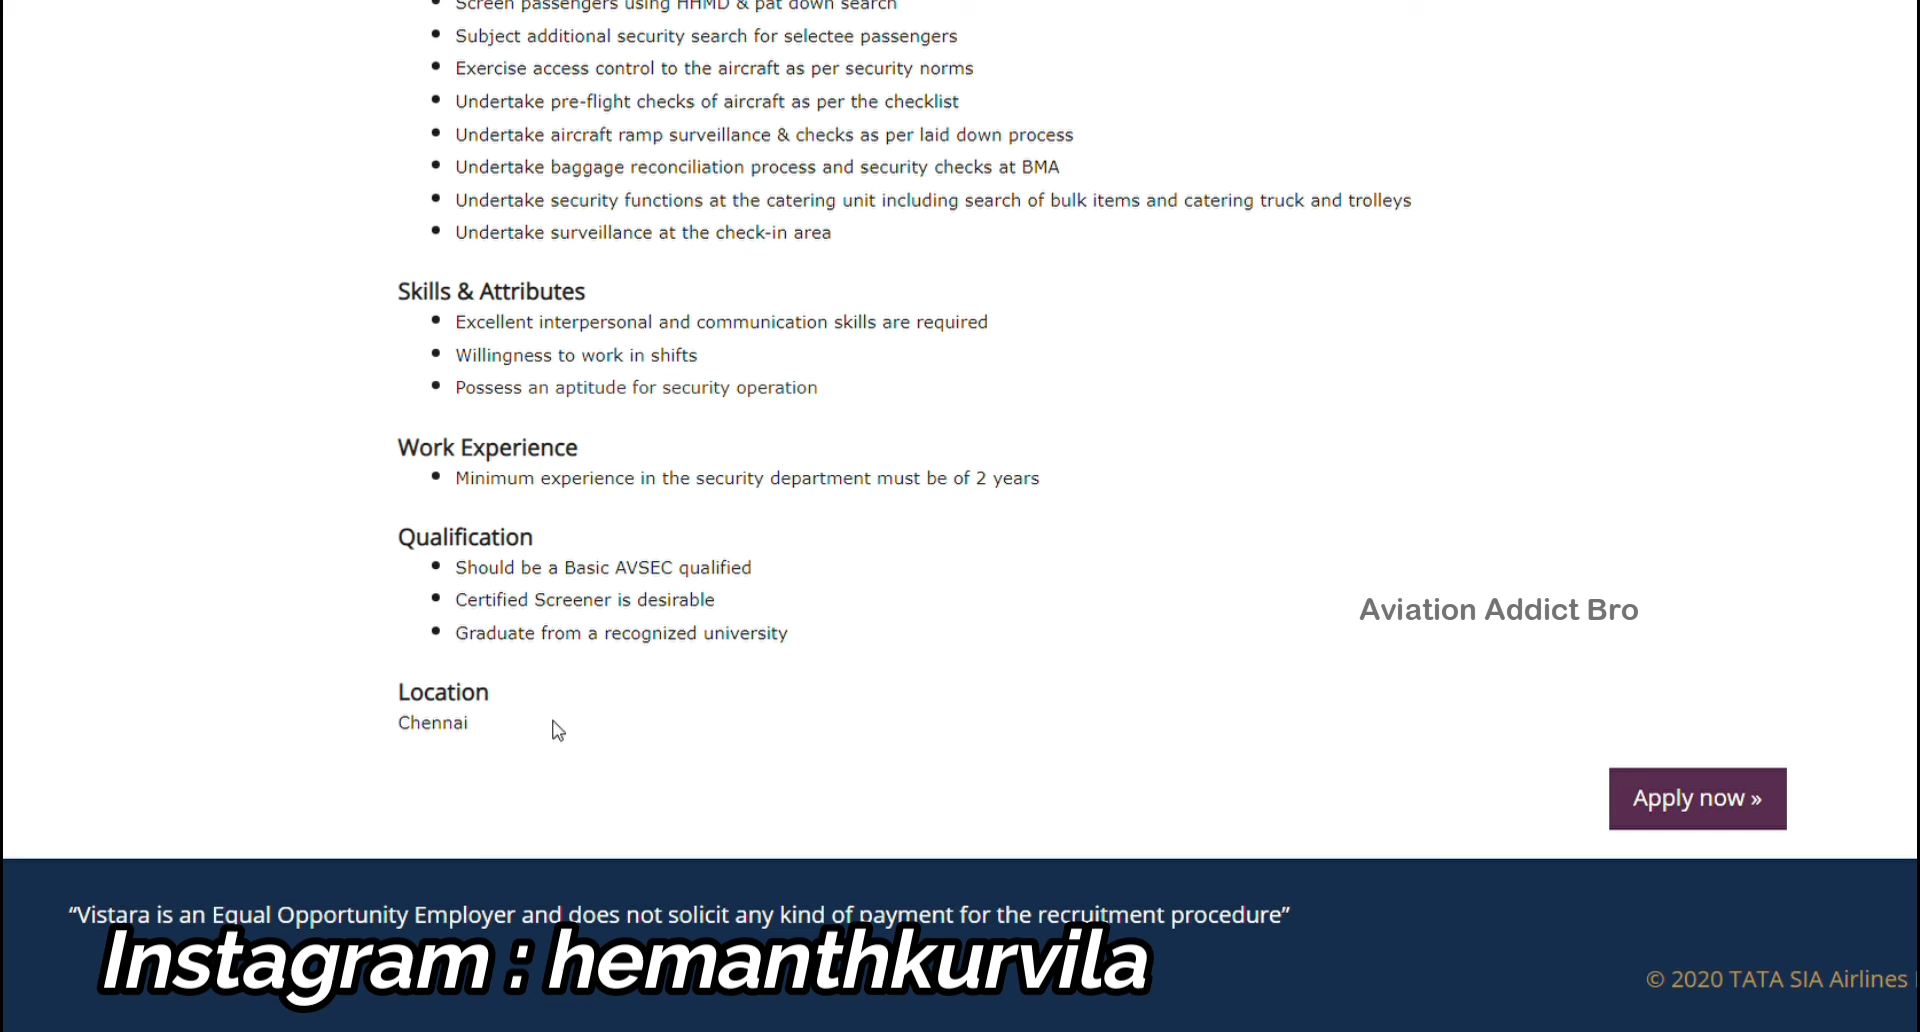 Screen passengers using HHMD & pat down search
Subject additional security search for selectee passengers
Exercise access control to the aircraft as per security norms
Undertake pre-flight checks of aircraft as per the checklist
Undertake aircraft ramp surveillance & checks as per laid down process
Undertake baggage reconciliation process and security checks at BMA
Undertake security functions at the catering unit including search of bulk items and catering truck and trolleys
Undertake surveillance at the check-in area
Skills & Attributes
Excellent interpersonal and communication skills are required
Willingness to work in shifts
Possess an aptitude for security operation
Work Experience
Minimum experience in the security department must be of 2 years
Qualification
Should be a Basic AVSEC qualified
Certified Screener is desirable
Graduate from a recognized university
Aviation Addict Bro
Location
Chennai
Apply now »
“Vistara is an Equal Opportunity Employer and does not solicit any kind of payment for the recruitment procedure”
Instagram : hemanthkurvila
© 2020 TATA SIA Airlines